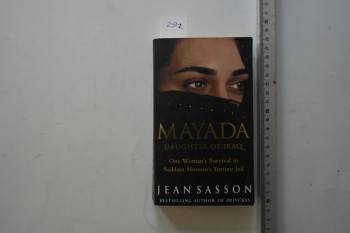 292
MAYADA
DAUGHTER OF IRAQ
One Woman's Survival in
Saddam Hussein's Torture Jail
JEAN SASSON
BESTSELLING AUTHOR OF PRINCESS